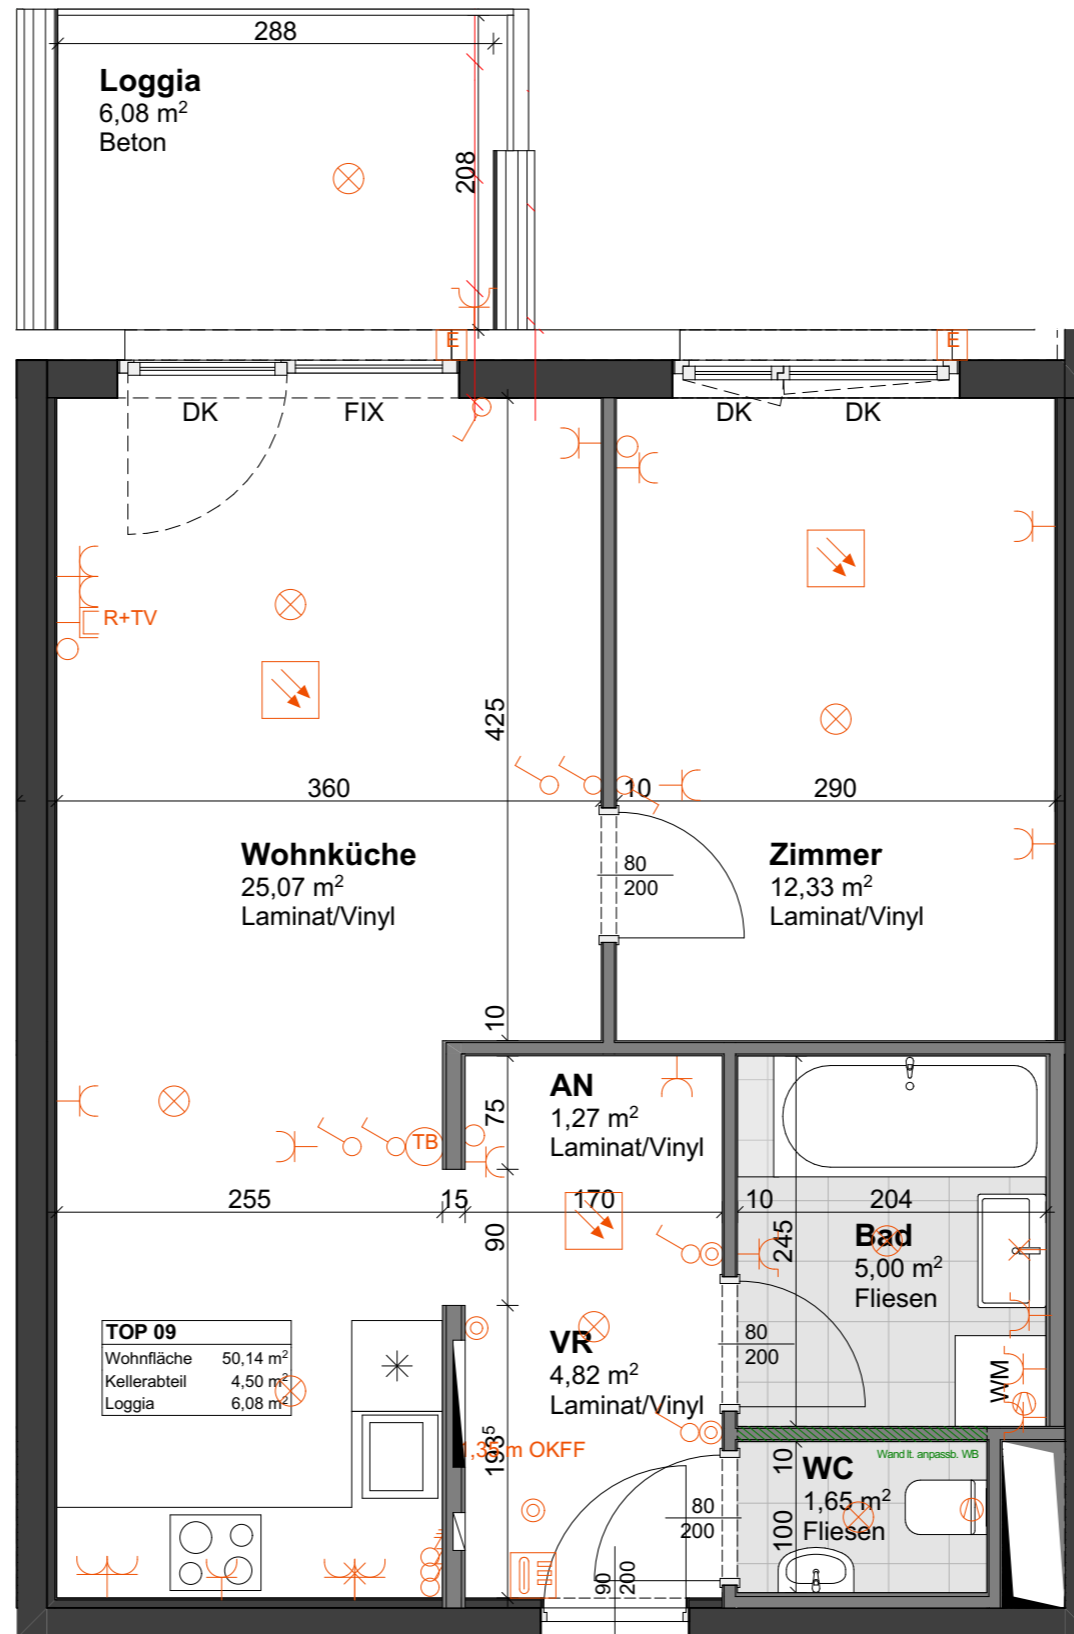 288
Loggia
6,08 m²
Beton
208
E
E
DK
FIX
DK
DK
R+TV
425
360
10
290
Wohnküche
25,07 m²
Laminat/Vinyl
80
200
Zimmer
12,33 m²
Laminat/Vinyl
10
AN
1,27 m²
Laminat/Vinyl
75
TB
255
15
170
10
204
90
245
Bad
5,00 m²
Fliesen
TOP 09
Wohnfläche 50,14 m²
Kellerabteil 4,50 m²
Loggia 6,08 m²
VR
4,82 m²
Laminat/Vinyl
80
200
WM
193⁵
1,35 m OKFF
10
Wand lt. anpassb. WB
WC
1,65 m²
Fliesen
80
200
100
90
200